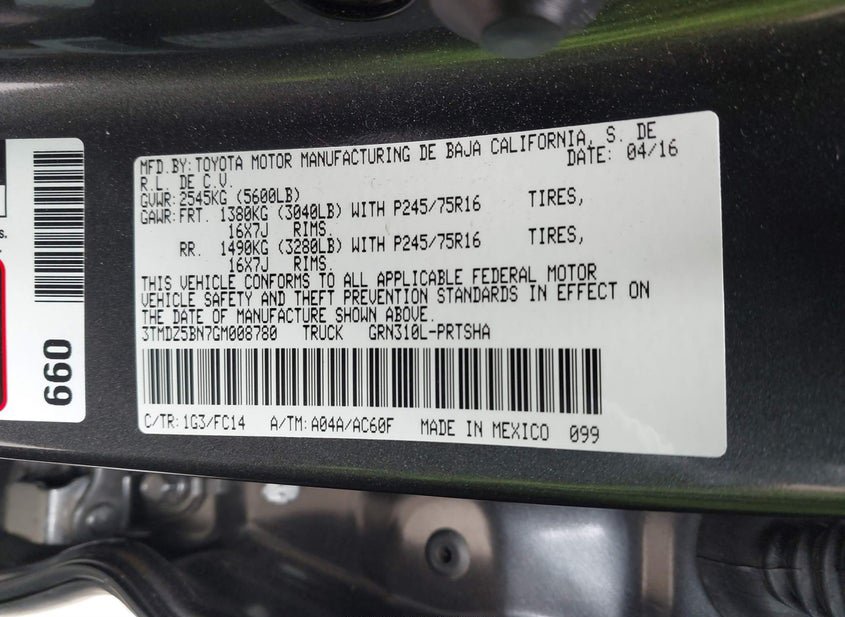 MFD.BY:TOYOTA MOTOR MANUFACTURING DE BAJA CALIFORNIA, S. DE
R.L. DE C.V. DATE: 04/16
GVWR:2545KG (5600LB)
GAWR:FRT. 1380KG (3040LB) WITH P245/75R16 TIRES,
16X7J RIMS.
RR. 1490KG (3280LB) WITH P245/75R16 TIRES,
16X7J RIMS.
THIS VEHICLE CONFORMS TO ALL APPLICABLE FEDERAL MOTOR
VEHICLE SAFETY AND THEFT PREVENTION STANDARDS IN EFFECT ON
THE DATE OF MANUFACTURE SHOWN ABOVE.
3TMDZ5BN7GM008780 TRUCK GRN310L-PRTSHA
C/TR:1G3/FC14 A/TM:A04A/AC60F MADE IN MEXICO 099
099